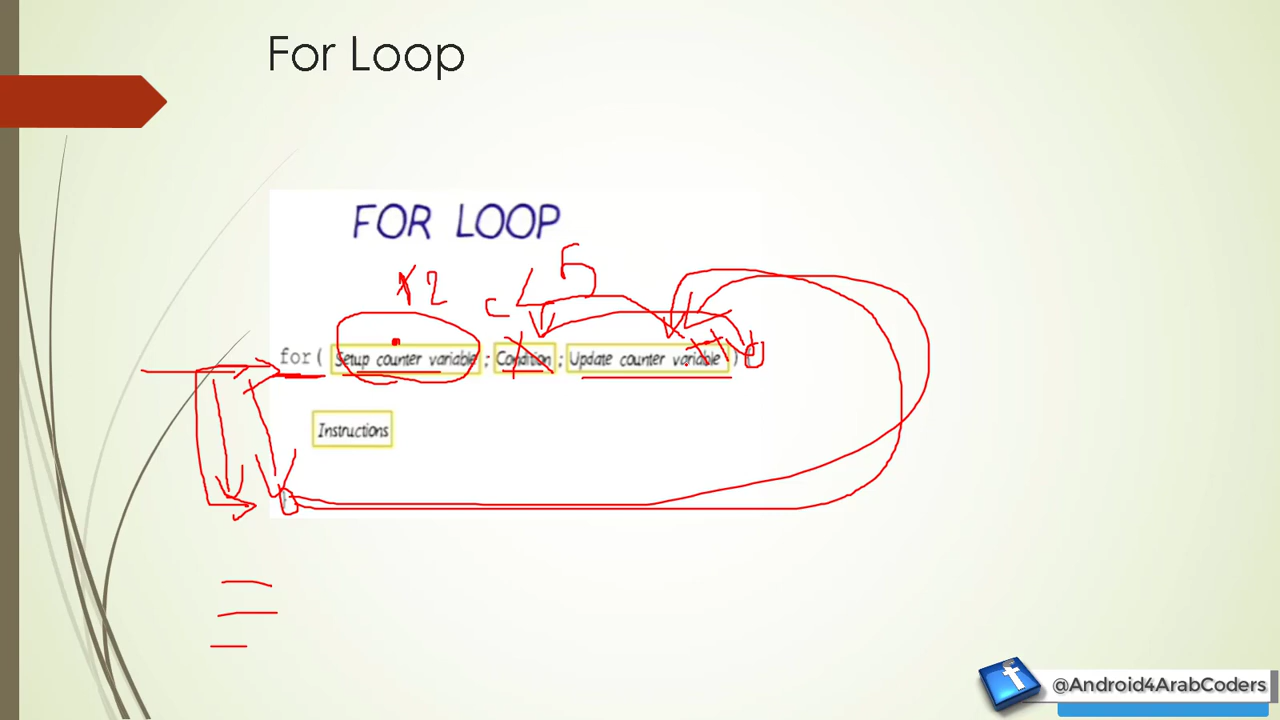 For Loop
FOR LOOP
for( Setup counter variable ; Condition ; Update counter variable )
Instructions
@Android4ArabCoders